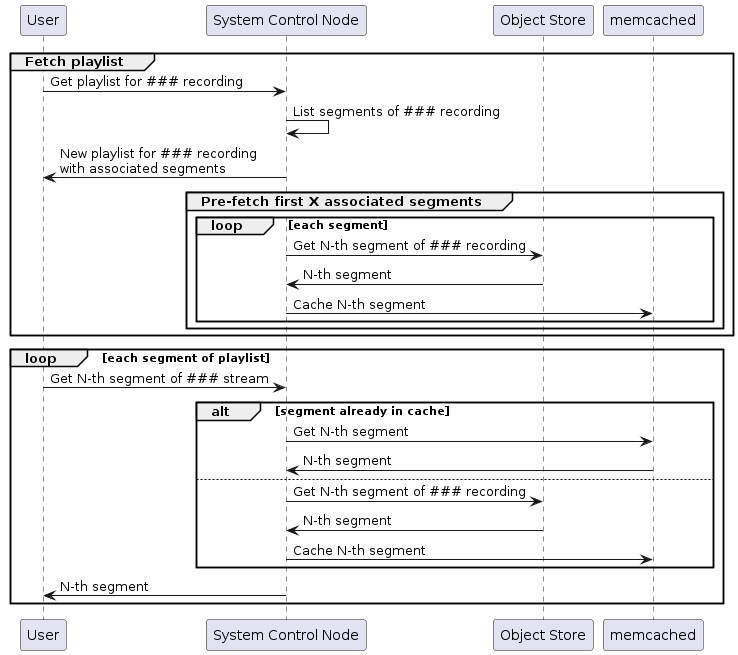 User
System Control Node
Object Store
memcached
Fetch playlist
Get playlist for ### recording
List segments of ### recording
New playlist for ### recording
with associated segments
Pre-fetch first X associated segments
loop
[each segment]
Get N-th segment of ### recording
N-th segment
Cache N-th segment
loop
[each segment of playlist]
Get N-th segment of ### stream
alt
[segment already in cache]
Get N-th segment
N-th segment
Get N-th segment of ### recording
N-th segment
Cache N-th segment
N-th segment
User
System Control Node
Object Store
memcached